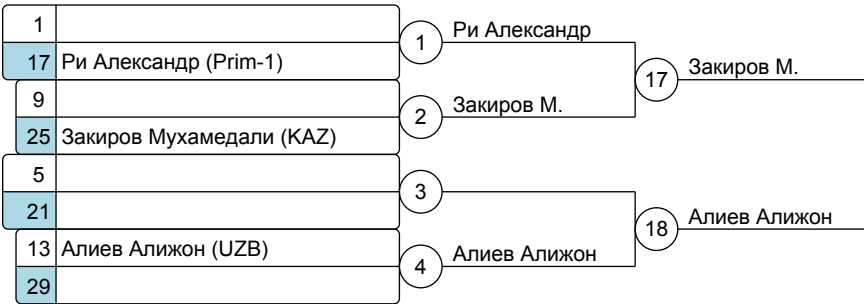 1
17 Ри Александр (Prim-1)
1 Ри Александр
9
25 Закиров Мухамедали (KAZ)
2 Закиров М.
17 Закиров М.
5
21
3
13 Алиев Алижон (UZB)
29
4 Алиев Алижон
18 Алиев Алижон